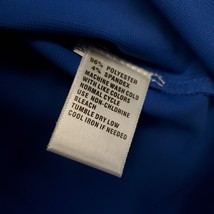 96% POLYESTER
4% SPANDEX
MACHINE WASH COLD
WITH LIKE COLORS
NORMAL CYCLE
USE NON-CHLORINE
BLEACH
TUMBLE DRY LOW
COOL IRON IF NEEDED